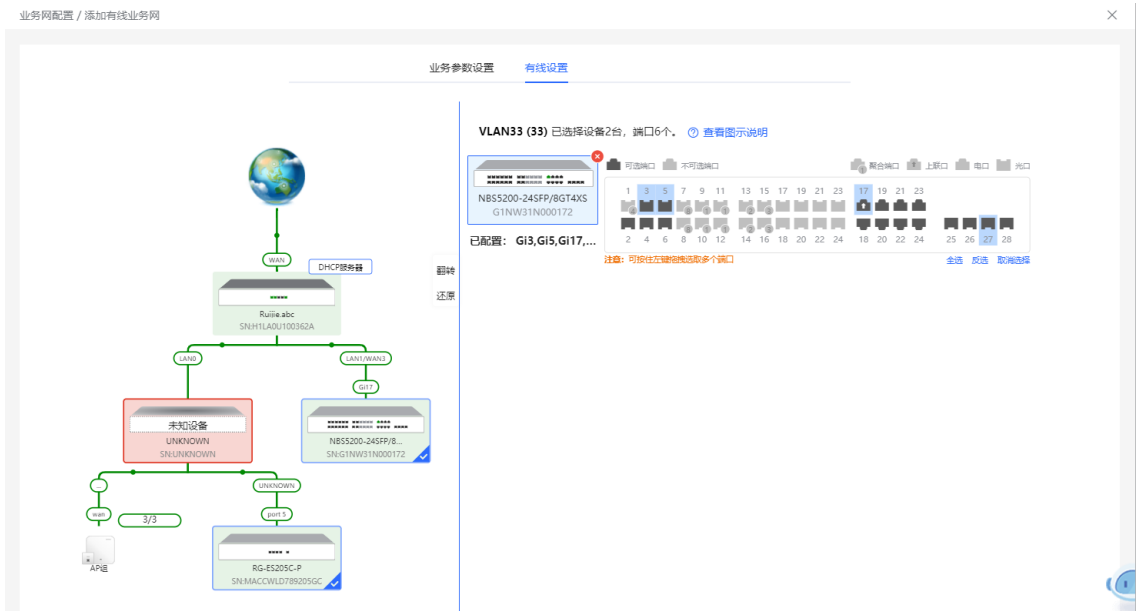 业务网配置 / 添加有线业务网
业务参数设置 有线设置
VLAN33 (33) 已选择设备2台，端口6个。 查看图示说明
可选端口 不可选端口 聚合端口 上联口 电口 光口
NBS5200-24SFP/8GT4XS
G1NW31N000172
已配置： Gi3,Gi5,Gi17,...
1 3 5 7 9 11 13 15 17 19 21 23 17 19 21 23
2 4 6 8 10 12 14 16 18 20 22 24 18 20 22 24 25 26 27 28
注意：可按住左键拖拽选取多个端口
全选 反选 取消选择
翻转
还原
WAN
DHCP服务器
Ruijie.abc
SN:H1LA0U100362A
LAN0
LAN1/WAN3
Gi17
未知设备
UNKNOWN
SN:UNKNOWN
NBS5200-24SFP/8...
SN:G1NW31N000172
...
UNKNOWN
wan
3/3
port 5
AP组
RG-ES205C-P
SN:MACCWLD789205GC